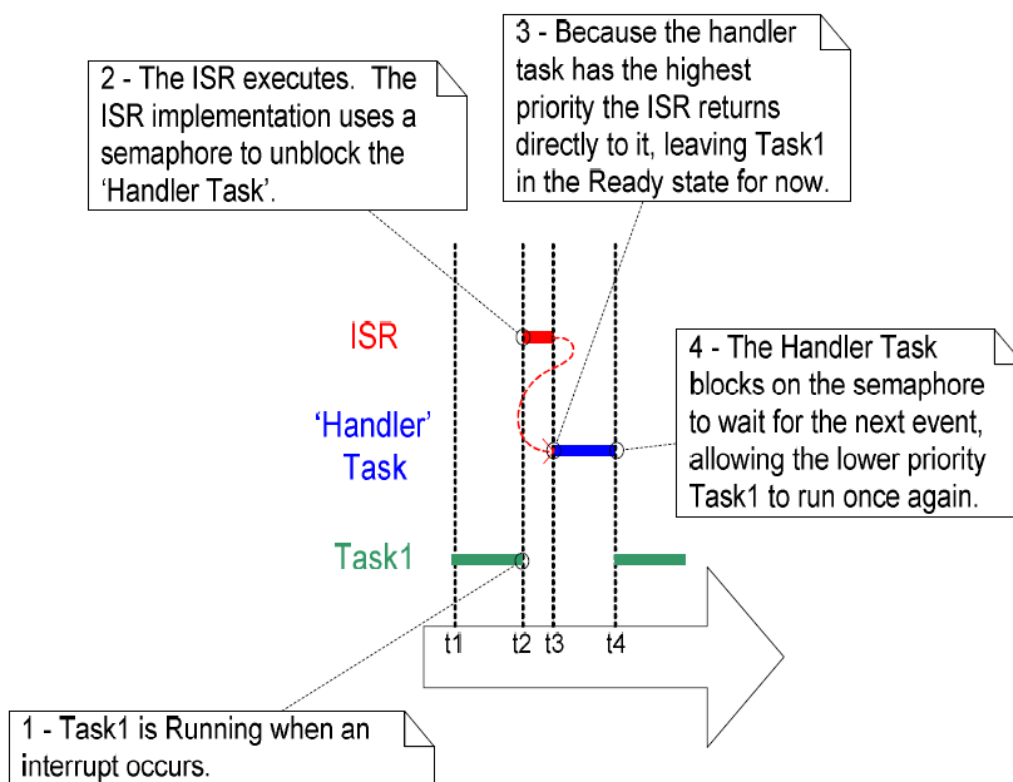 2 - The ISR executes.  The
ISR implementation uses a
semaphore to unblock the
‘Handler Task’.
3 - Because the handler
task has the highest
priority the ISR returns
directly to it, leaving Task1
in the Ready state for now.
ISR
‘Handler’
Task
Task1
4 - The Handler Task
blocks on the semaphore
to wait for the next event,
allowing the lower priority
Task1 to run once again.
t1 t2 t3 t4
1 - Task1 is Running when an
interrupt occurs.